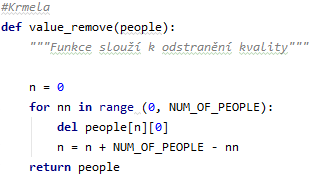 #Krmela
def value_remove(people):
"""Funkce slouží k odstranění kvality"""
n = 0
for nn in range (0, NUM_OF_PEOPLE):
del people[n][0]
n = n + NUM_OF_PEOPLE - nn
return people